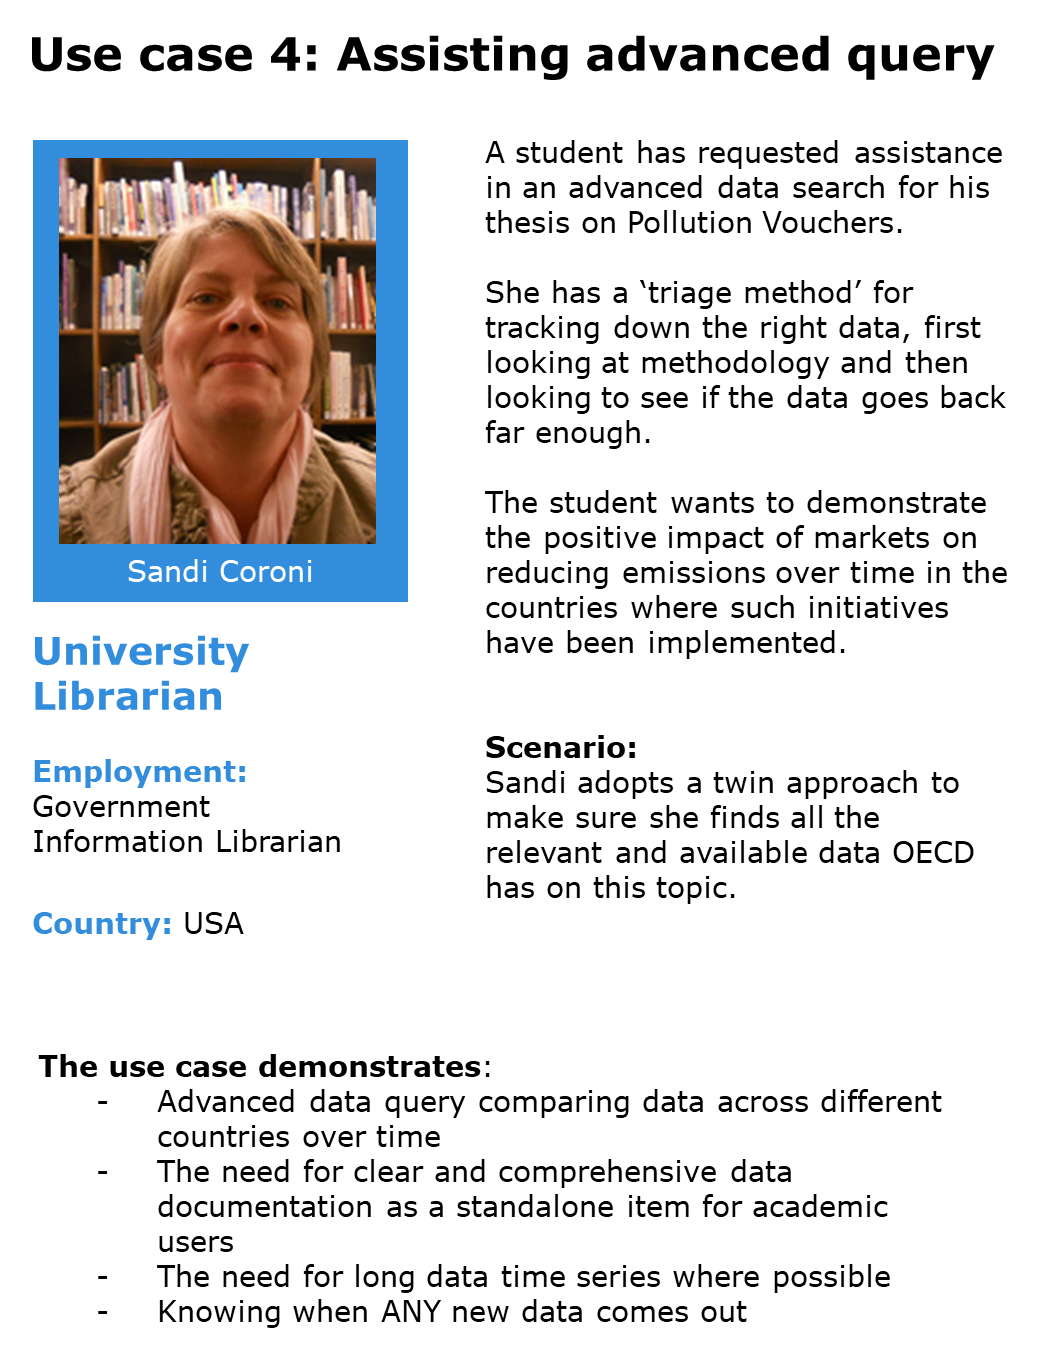 Use case 4: Assisting advanced query
Sandi Coroni
University
Librarian
Employment:
Government
Information Librarian
Country: USA
A student has requested assistance
in an advanced data search for his
thesis on Pollution Vouchers.
She has a ‘triage method’ for
tracking down the right data, first
looking at methodology and then
looking to see if the data goes back
far enough.
The student wants to demonstrate
the positive impact of markets on
reducing emissions over time in the
countries where such initiatives
have been implemented.
Scenario:
Sandi adopts a twin approach to
make sure she finds all the
relevant and available data OECD
has on this topic.
The use case demonstrates:
- Advanced data query comparing data across different
countries over time
- The need for clear and comprehensive data
documentation as a standalone item for academic
users
- The need for long data time series where possible
- Knowing when ANY new data comes out